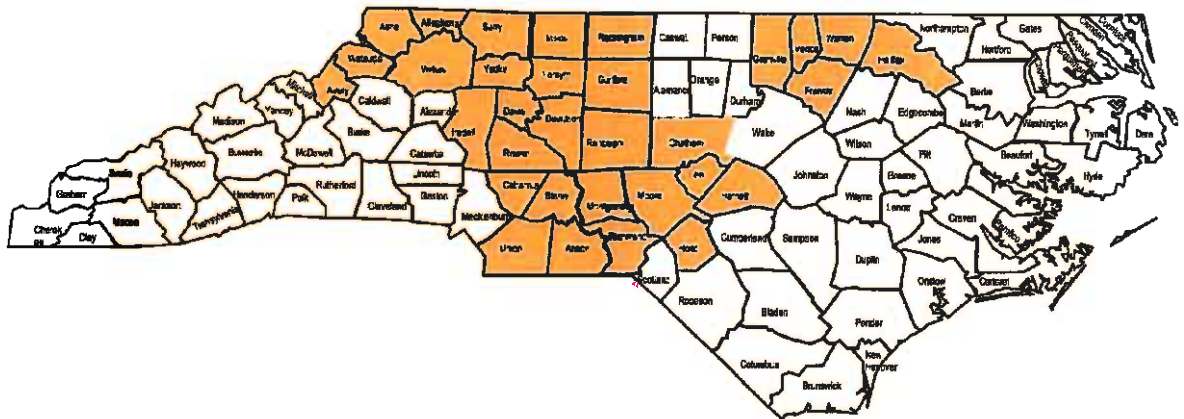 Ashe
Alleghany
Surry
Stokes
Rockingham
Caswell
Person
Granville
Vance
Warren
Northampton
Gates
Hertford
Halifax
Watauga
Wilkes
Yadkin
Forsyth
Guilford
Alamance
Orange
Durham
Franklin
Nash
Edgecombe
Bertie
Martin
Washington
Tyrrell
Dare
Mitchell
Avery
Caldwell
Alexander
Iredell
Davie
Davidson
Randolph
Chatham
Wake
Wilson
Pitt
Beaufort
Hyde
Madison
Yancey
Burke
McDowell
Catawba
Rowan
Lee
Johnston
Greene
Haywood
Buncombe
Rutherford
Lincoln
Cabarrus
Stanly
Montgomery
Moore
Harnett
Wayne
Lenoir
Craven
Pamlico
Swain
Graham
Jackson
Henderson
Transylvania
Polk
Cleveland
Gaston
Mecklenburg
Cherok
ee
Clay
Macon
Union
Anson
Richmond
Hoke
Cumberland
Sampson
Duplin
Jones
Onslow
Carteret
Scotland
Robeson
Bladen
Pender
Columbus
Brunswick
New
Hanover